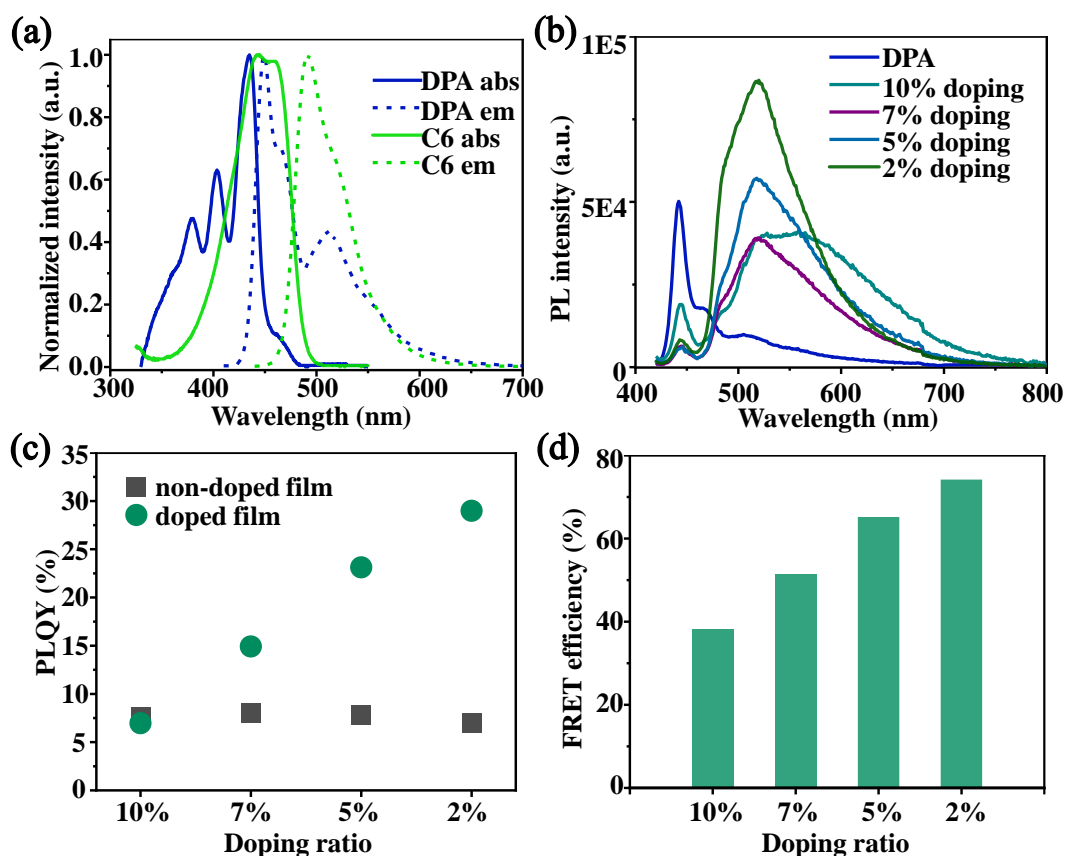 (a)
Normalized intensity (a.u.)
1.0
0.8
0.6
0.4
0.2
0.0
DPA abs
DPA em
C6 abs
C6 em
300 400 500 600 700
Wavelength (nm)
(b)
PL intensity (a.u.)
1E5
5E4
0
DPA
10% doping
7% doping
5% doping
2% doping
400 500 600 700 800
Wavelength (nm)
(c)
PLQY (%)
35
30
25
20
15
10
5
0
non-doped film
doped film
10% 7% 5% 2%
Doping ratio
(d)
FRET efficiency (%)
80
60
40
20
0
10% 7% 5% 2%
Doping ratio